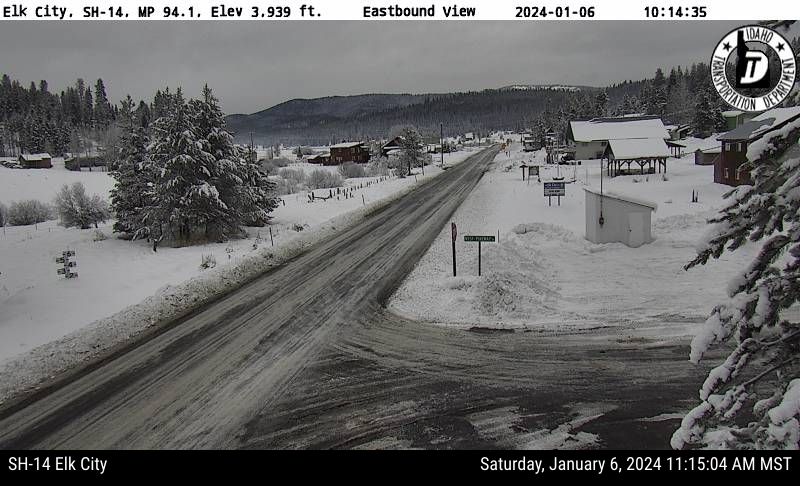 Elk City, SH-14, MP 94.1, Elev 3,939 ft. Eastbound View 2024-01-06 10:14:35
IDAHO
TRANSPORTATION DEPARTMENT
SH-14 Elk City Saturday, January 6, 2024 11:15:04 AM MST